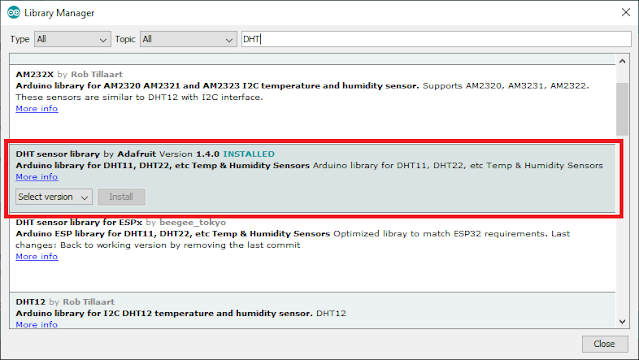 Library Manager
Type All Topic All DHT
AM232X by Rob Tillaart
Arduino library for AM2320 AM2321 and AM2323 I2C temperature and humidity sensor. Supports AM2320, AM3231, AM2322.
These sensors are similar to DHT12 with I2C interface.
More info
DHT sensor library by Adafruit Version 1.4.0 INSTALLED
Arduino library for DHT11, DHT22, etc Temp & Humidity Sensors Arduino library for DHT11, DHT22, etc Temp & Humidity Sensors
More info
Select version Install
DHT sensor library for ESPx by beegee_tokyo
Arduino ESP library for DHT11, DHT22, etc Temp & Humidity Sensors Optimized libray to match ESP32 requirements. Last
changes: Back to working version by removing the last commit
More info
DHT12 by Rob Tillaart
Arduino library for I2C DHT12 temperature and humidity sensor. DHT12
More info
Close